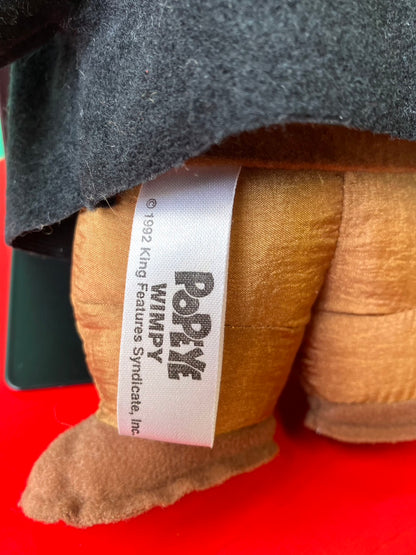 POPEYE
WIMPY
© 1992 King Features Syndicate, Inc.